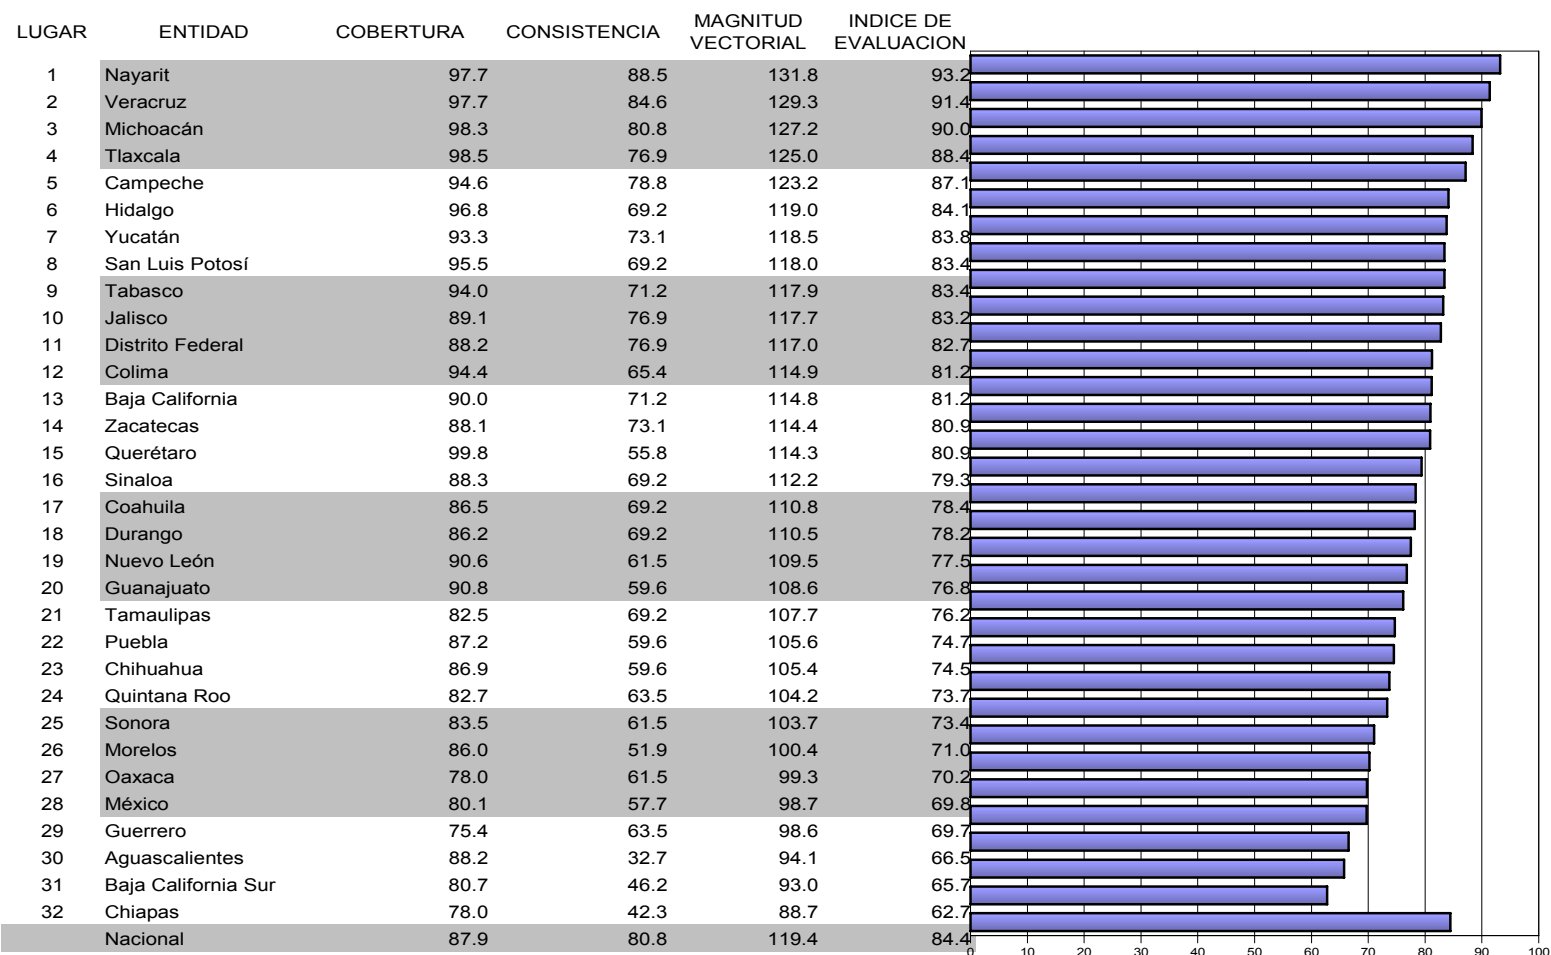 LUGAR ENTIDAD COBERTURA CONSISTENCIA MAGNITUD VECTORIAL INDICE DE EVALUACION
1 Nayarit 97.7 88.5 131.8 93.2
2 Veracruz 97.7 84.6 129.3 91.4
3 Michoacán 98.3 80.8 127.2 90.0
4 Tlaxcala 98.5 76.9 125.0 88.4
5 Campeche 94.6 78.8 123.2 87.1
6 Hidalgo 96.8 69.2 119.0 84.1
7 Yucatán 93.3 73.1 118.5 83.8
8 San Luis Potosí 95.5 69.2 118.0 83.4
9 Tabasco 94.0 71.2 117.9 83.4
10 Jalisco 89.1 76.9 117.7 83.2
11 Distrito Federal 88.2 76.9 117.0 82.7
12 Colima 94.4 65.4 114.9 81.2
13 Baja California 90.0 71.2 114.8 81.2
14 Zacatecas 88.1 73.1 114.4 80.9
15 Querétaro 99.8 55.8 114.3 80.9
16 Sinaloa 88.3 69.2 112.2 79.3
17 Coahuila 86.5 69.2 110.8 78.4
18 Durango 86.2 69.2 110.5 78.2
19 Nuevo León 90.6 61.5 109.5 77.5
20 Guanajuato 90.8 59.6 108.6 76.8
21 Tamaulipas 82.5 69.2 107.7 76.2
22 Puebla 87.2 59.6 105.6 74.7
23 Chihuahua 86.9 59.6 105.4 74.5
24 Quintana Roo 82.7 63.5 104.2 73.7
25 Sonora 83.5 61.5 103.7 73.4
26 Morelos 86.0 51.9 100.4 71.0
27 Oaxaca 78.0 61.5 99.3 70.2
28 México 80.1 57.7 98.7 69.8
29 Guerrero 75.4 63.5 98.6 69.7
30 Aguascalientes 88.2 32.7 94.1 66.5
31 Baja California Sur 80.7 46.2 93.0 65.7
32 Chiapas 78.0 42.3 88.7 62.7
Nacional 87.9 80.8 119.4 84.4
0 10 20 30 40 50 60 70 80 90 100